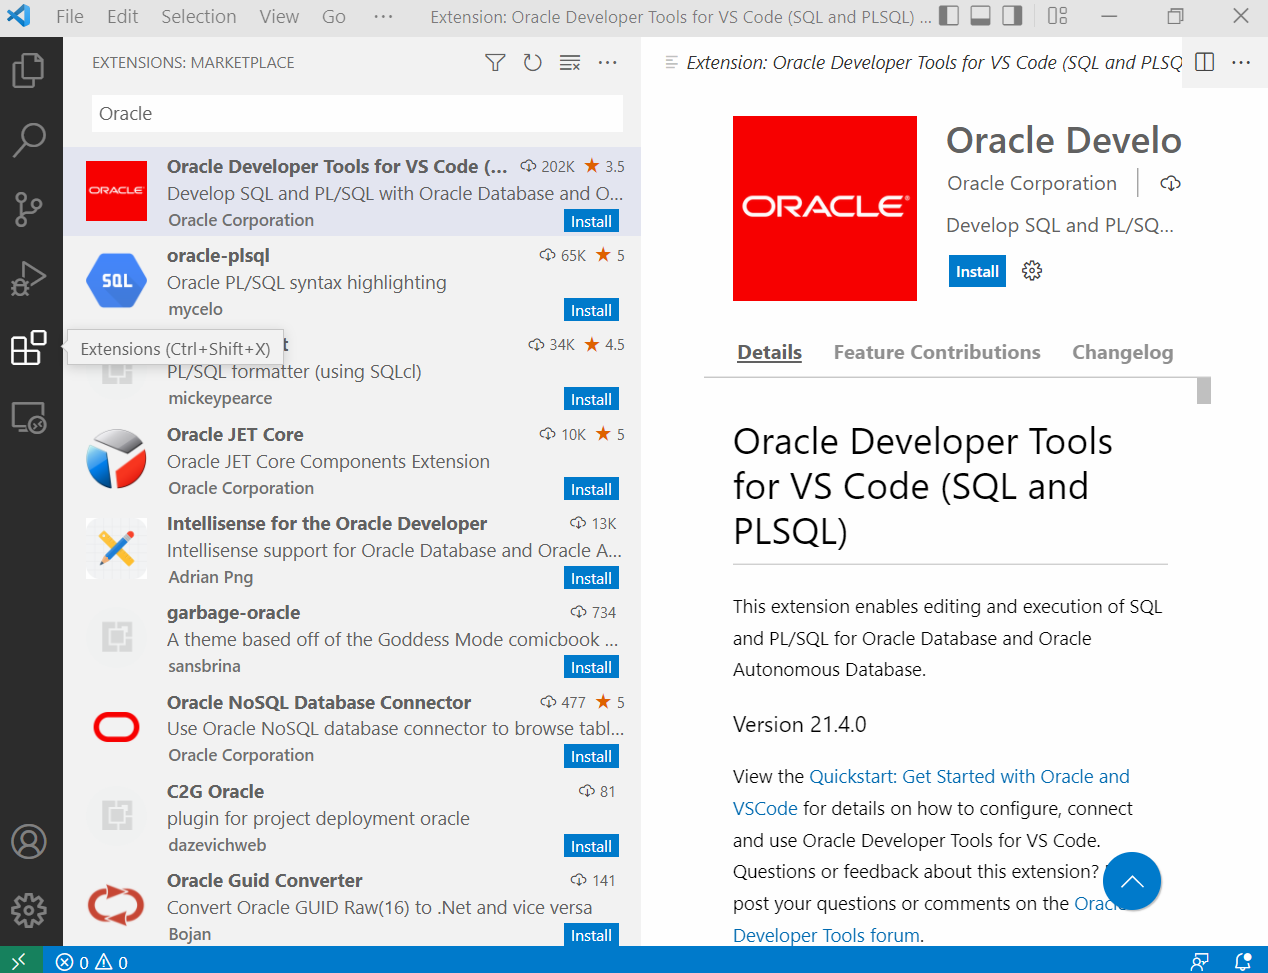 File Edit Selection View Go ··· Extension: Oracle Developer Tools for VS Code (SQL and PLSQL) ...
EXTENSIONS: MARKETPLACE
Oracle
ORACLE
Oracle Developer Tools for VS Code (... 202K ★ 3.5
Develop SQL and PL/SQL with Oracle Database and O...
Oracle Corporation Install
SQL
oracle-plsql 65K ★ 5
Oracle PL/SQL syntax highlighting
mycelo Install
34K ★ 4.5
Extensions (Ctrl+Shift+X)
PL/SQL formatter (using SQLcl)
mickeypearce Install
Oracle JET Core 10K ★ 5
Oracle JET Core Components Extension
Oracle Corporation Install
Intellisense for the Oracle Developer 13K
Intellisense support for Oracle Database and Oracle A...
Adrian Png Install
garbage-oracle 734
A theme based off of the Goddess Mode comicbook ...
sansbrina Install
Oracle NoSQL Database Connector 477 ★ 5
Use Oracle NoSQL database connector to browse tabl...
Oracle Corporation Install
C2G Oracle 81
plugin for project deployment oracle
dazevichweb Install
Oracle Guid Converter 141
Convert Oracle GUID Raw(16) to .Net and vice versa
Bojan Install
Extension: Oracle Developer Tools for VS Code (SQL and PLSQ
ORACLE
Oracle Develo
Oracle Corporation
Develop SQL and PL/SQ...
Install
Details Feature Contributions Changelog
Oracle Developer Tools
for VS Code (SQL and
PLSQL)
This extension enables editing and execution of SQL
and PL/SQL for Oracle Database and Oracle
Autonomous Database.
Version 21.4.0
View the Quickstart: Get Started with Oracle and
VSCode for details on how to configure, connect
and use Oracle Developer Tools for VS Code.
Questions or feedback about this extension?
post your questions or comments on the Oracle
Developer Tools forum.
0 0